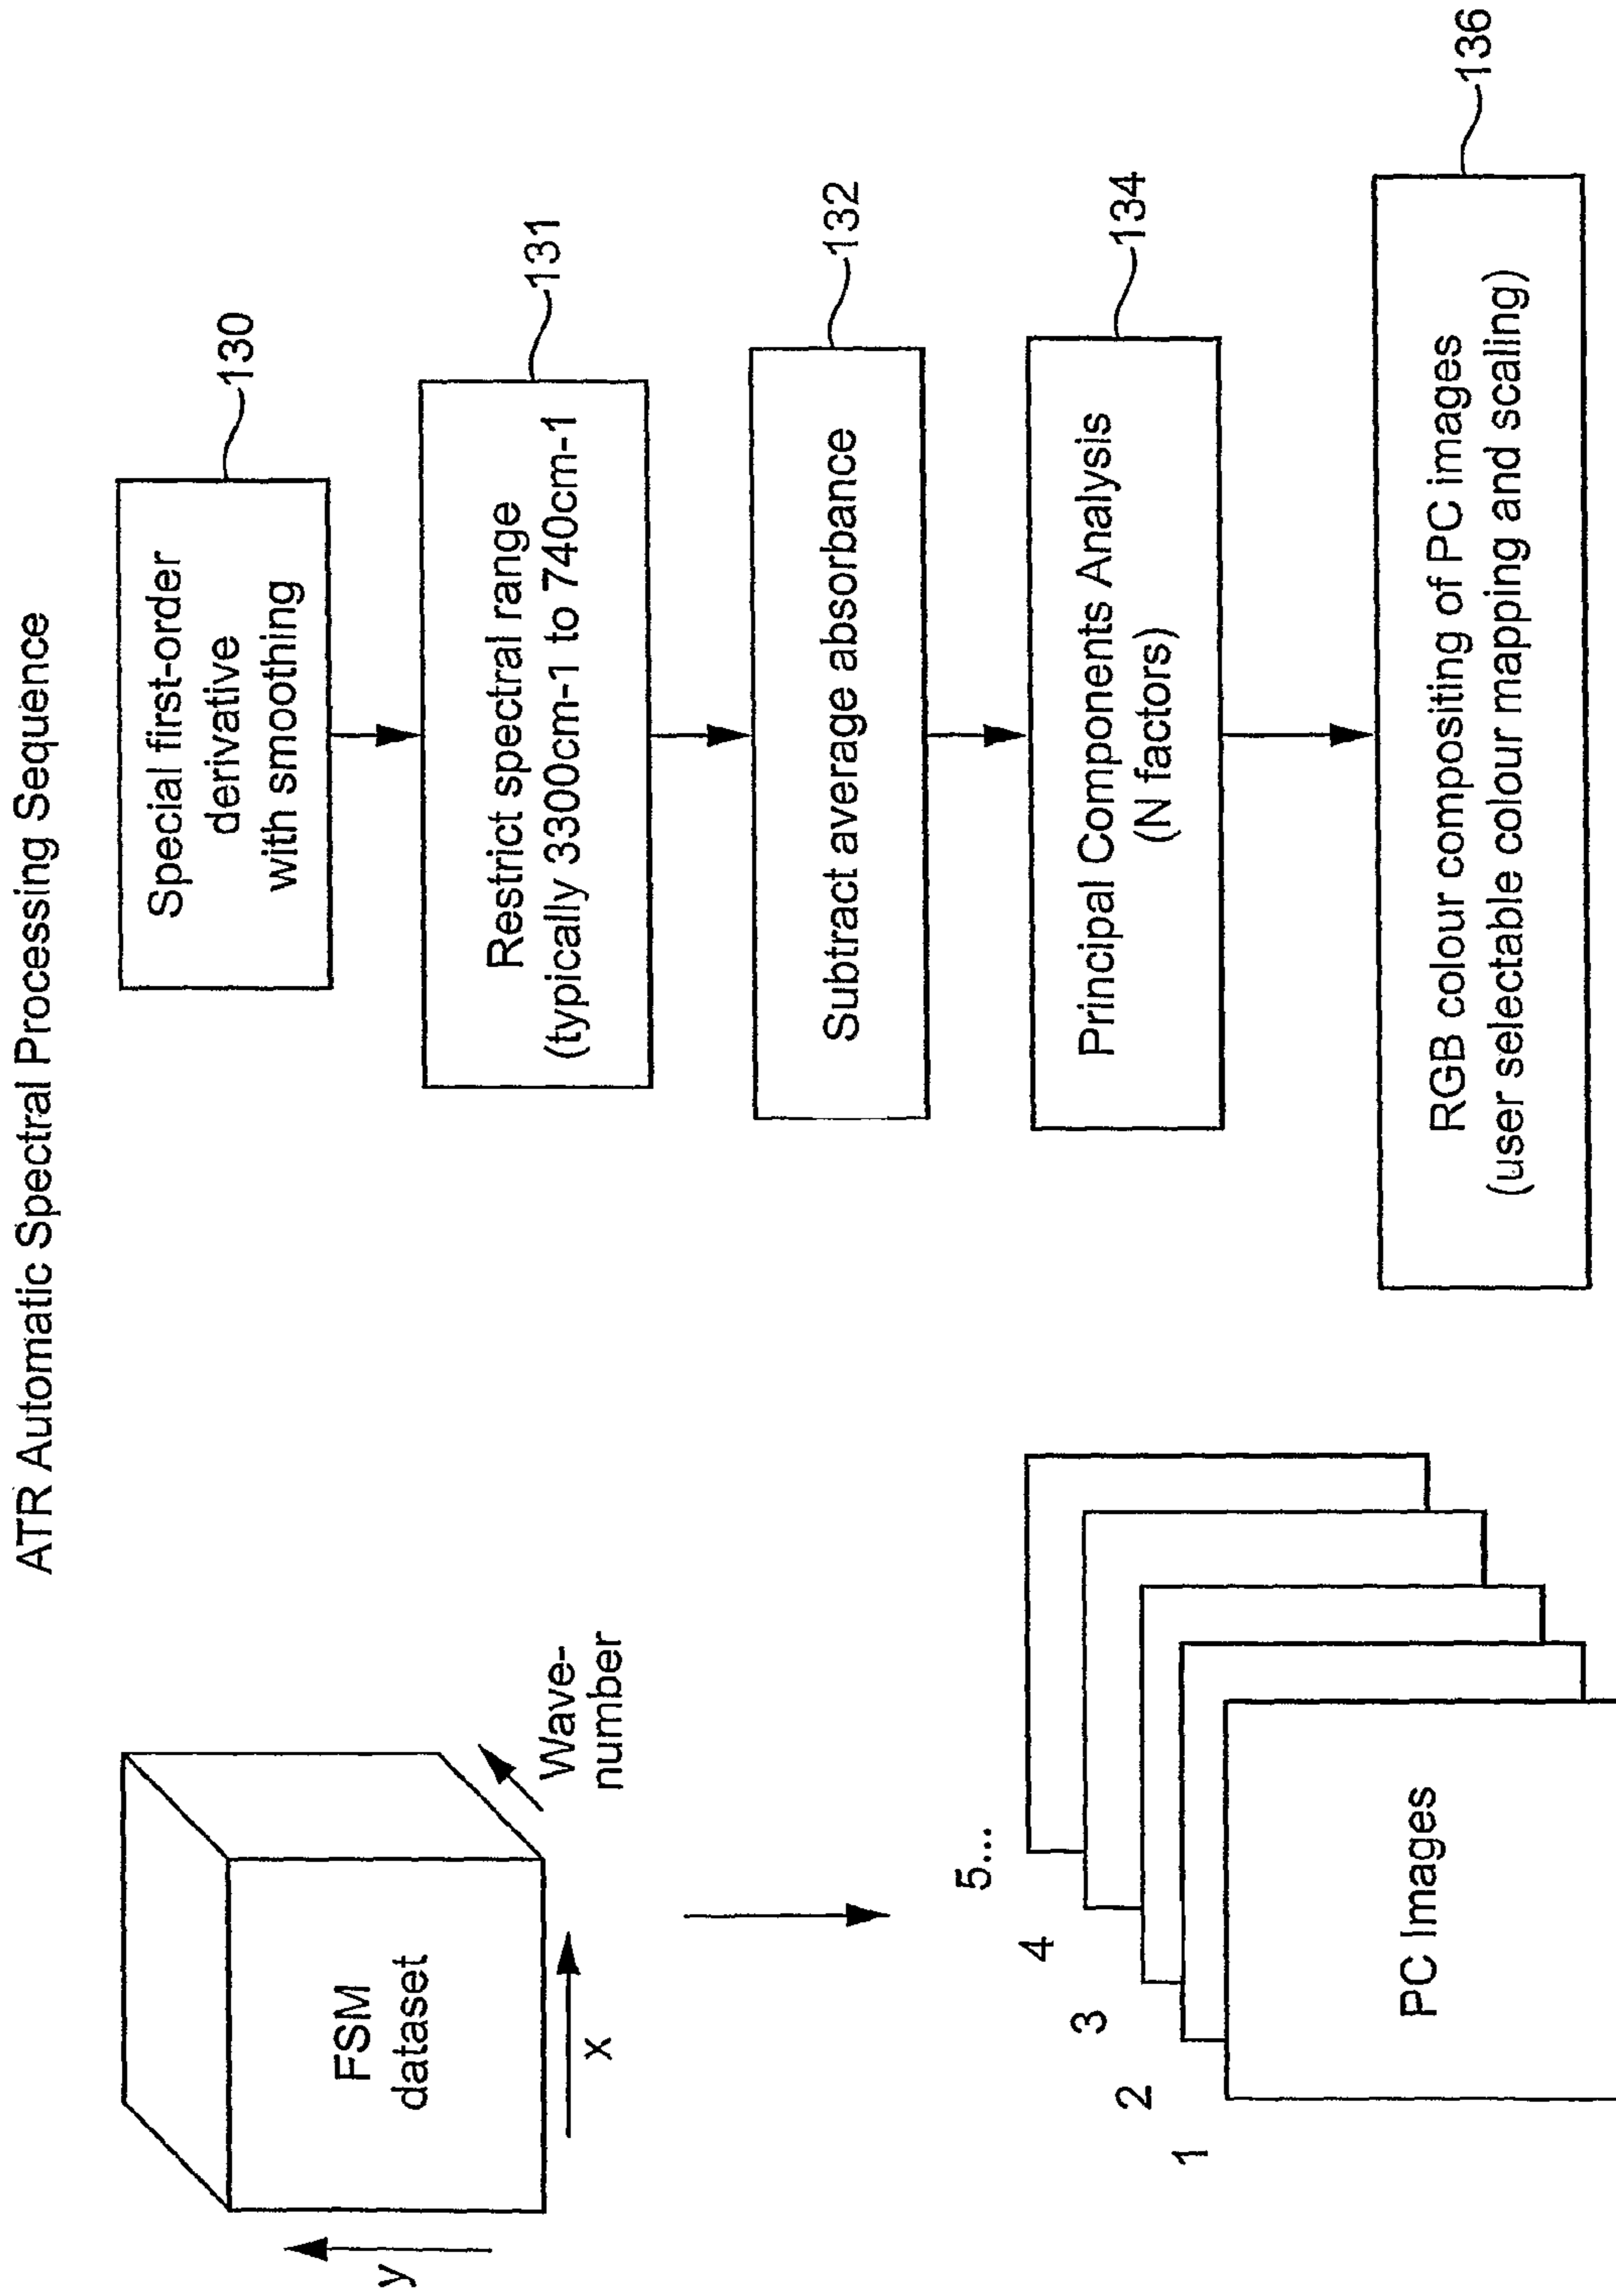 ATR Automatic Spectral Processing Sequence
FSM
dataset
y
x
Wave-
number
1
2
3
4
5...
PC Images
Special first-order
derivative
with smoothing
130
Restrict spectral range
(typically 3300cm-1 to 740cm-1
131
Subtract average absorbance
132
Principal Components Analysis
(N factors)
134
RGB colour compositing of PC images
(user selectable colour mapping and scaling)
136